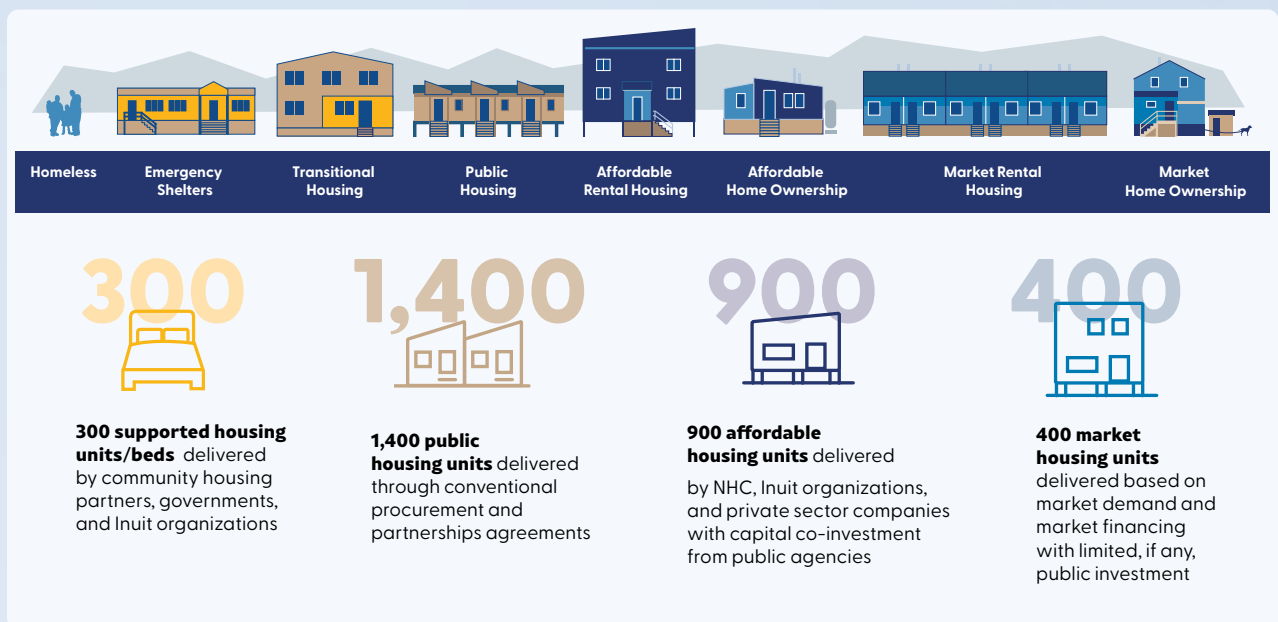 Homeless
Emergency
Shelters
Transitional
Housing
Public
Housing
Affordable
Rental Housing
Affordable
Home Ownership
Market Rental
Housing
Market
Home Ownership
300
300 supported housing
units/beds delivered
by community housing
partners, governments,
and Inuit organizations
1,400
1,400 public
housing units delivered
through conventional
procurement and
partnerships agreements
900
900 affordable
housing units delivered
by NHC, Inuit organizations,
and private sector companies
with capital co-investment
from public agencies
400
400 market
housing units
delivered based on
market demand and
market financing
with limited, if any,
public investment